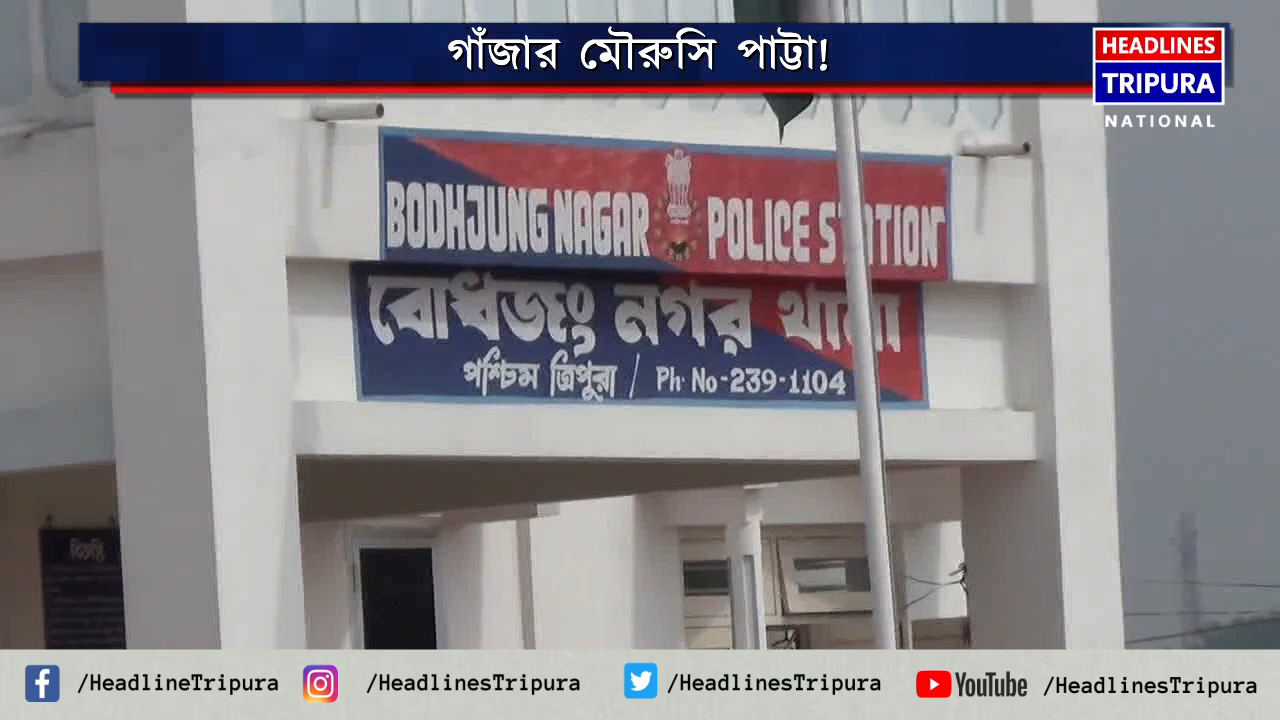 গাঁজার মৌরুসি পাট্টা!
HEADLINES
TRIPURA
NATIONAL
BODHJUNG NAGAR POLICE STATION
বোধজং নগর থানা
পশ্চিম ত্রিপুরা / Ph. No-239-1104
বিজ্ঞপ্তি
/HeadlineTripura /HeadlinesTripura /HeadlinesTripura YouTube /HeadlinesTripura